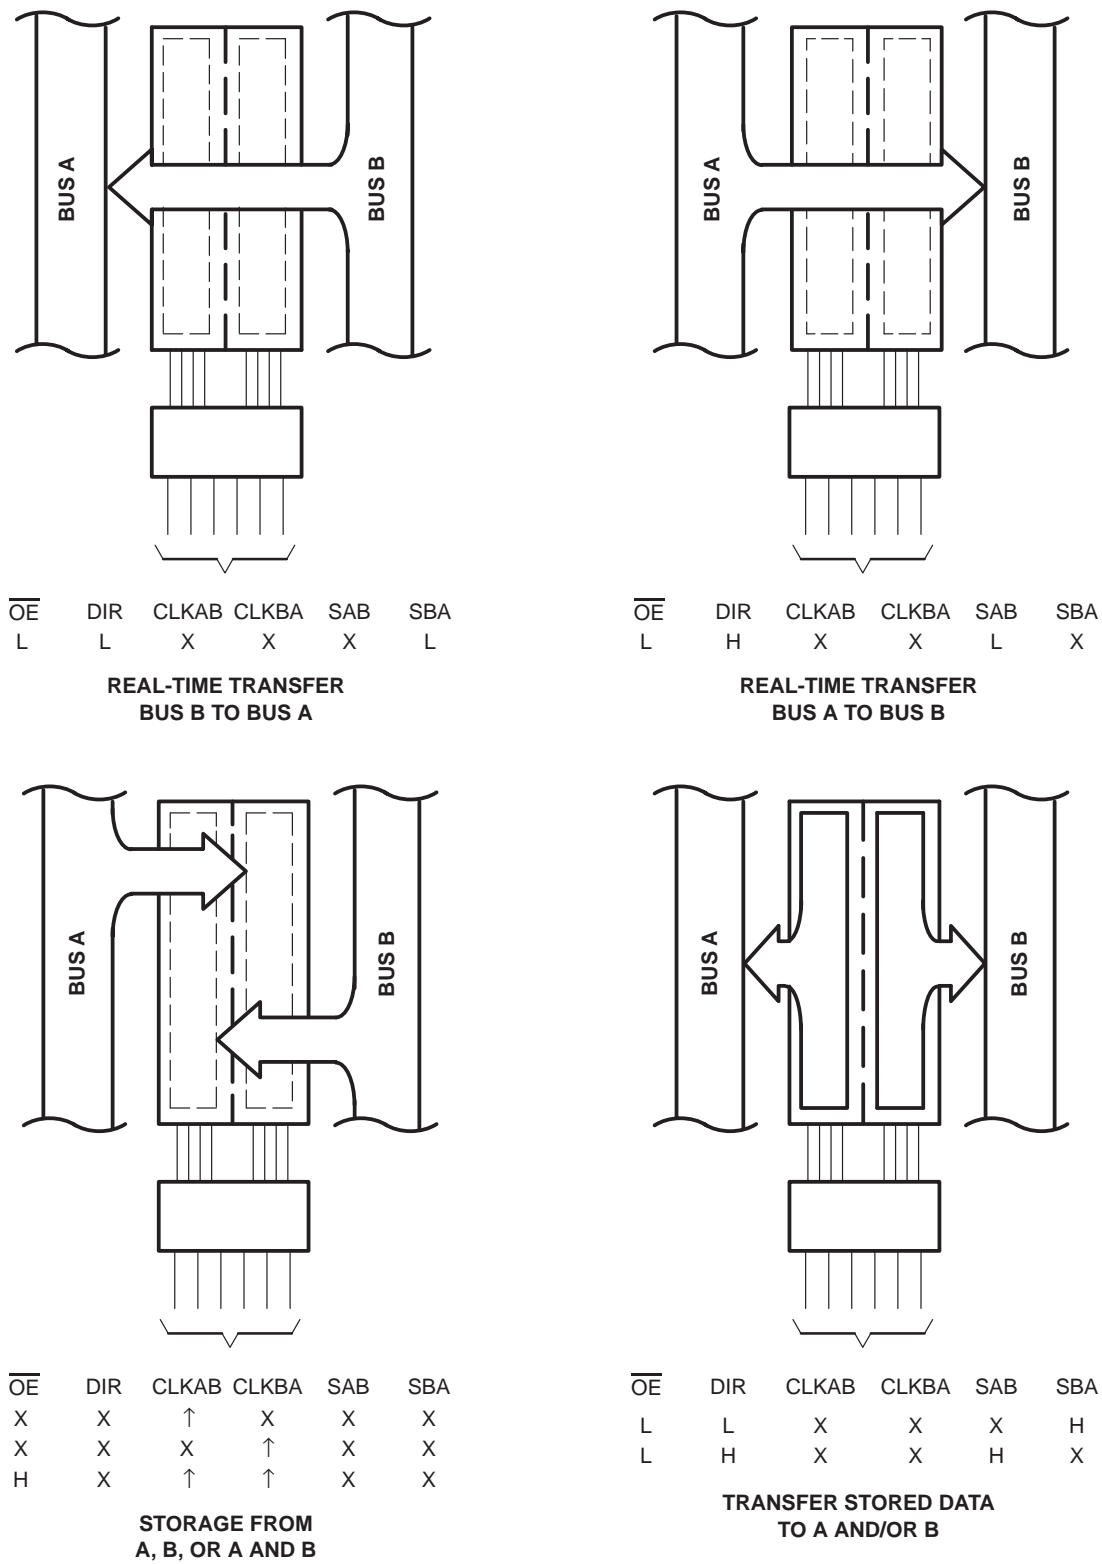 BUS A
BUS B
OE DIR CLKAB CLKBA SAB SBA
L L X X X L
REAL-TIME TRANSFER
BUS B TO BUS A
BUS A
BUS B
OE DIR CLKAB CLKBA SAB SBA
L H X X L X
REAL-TIME TRANSFER
BUS A TO BUS B
BUS A
BUS B
OE DIR CLKAB CLKBA SAB SBA
X X ↑ X X X
X X X ↑ X X
H X ↑ ↑ X X
STORAGE FROM
A, B, OR A AND B
BUS A
BUS B
OE DIR CLKAB CLKBA SAB SBA
L L X X X H
L H X X H X
TRANSFER STORED DATA
TO A AND/OR B